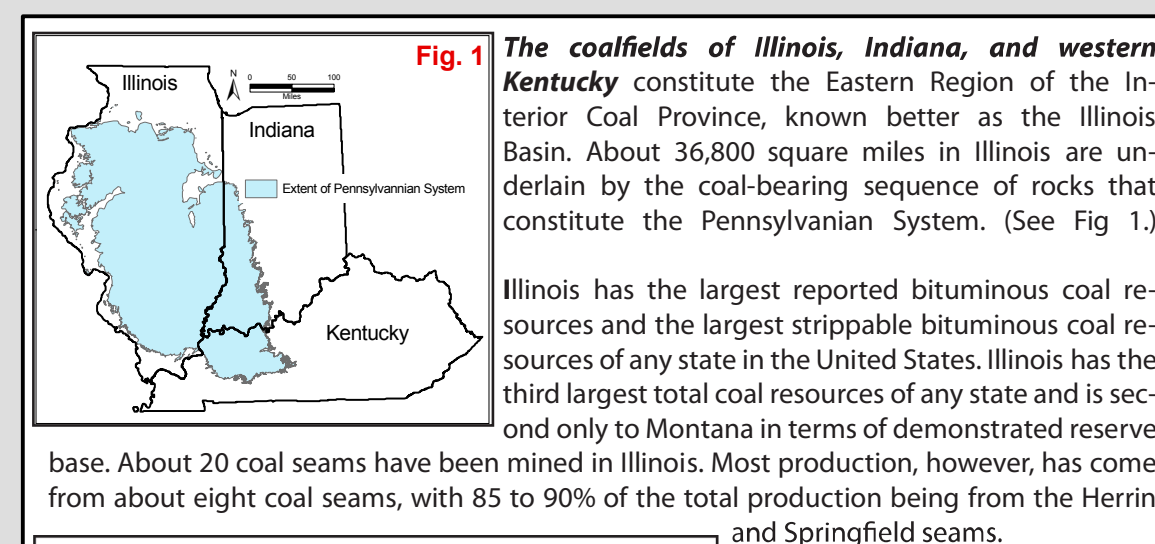 Fig. 1
Illinois
N
0 50 100
Miles
Indiana
Extent of Pennsylvannian System
Kentucky
The coalfields of Illinois, Indiana, and western
Kentucky constitute the Eastern Region of the In-
terior Coal Province, known better as the Illinois
Basin. About 36,800 square miles in Illinois are un-
derlain by the coal-bearing sequence of rocks that
constitute the Pennsylvanian System. (See Fig 1.)
Illinois has the largest reported bituminous coal re-
sources and the largest strippable bituminous coal re-
sources of any state in the United States. Illinois has the
third largest total coal resources of any state and is sec-
ond only to Montana in terms of demonstrated reserve
base. About 20 coal seams have been mined in Illinois. Most production, however, has come
from about eight coal seams, with 85 to 90% of the total production being from the Herrin
and Springfield seams.